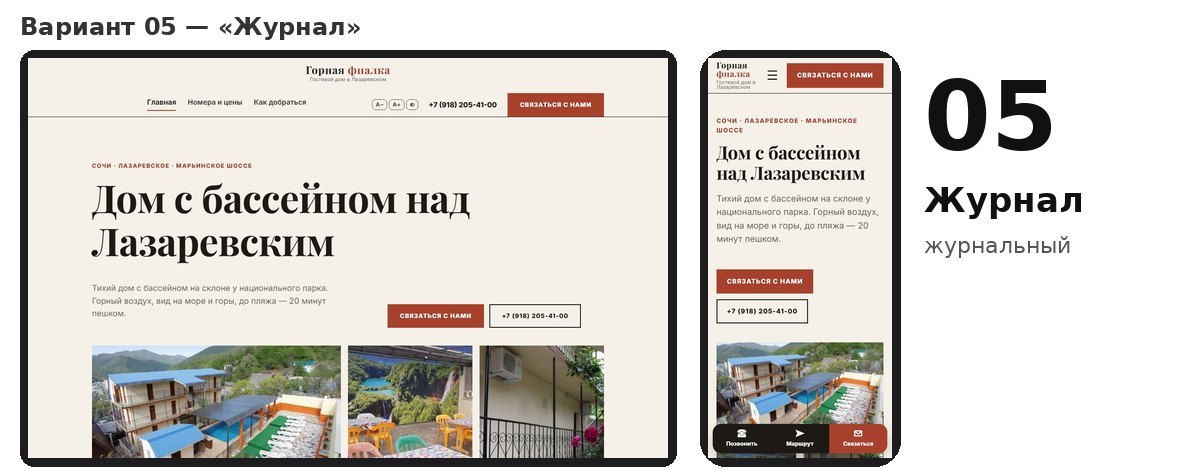 Вариант 05 — «Журнал»
Горная фиалка
Гостевой дом в Лазаревском
Главная Номера и цены Как добраться A− A+ +7 (918) 205-41-00 СВЯЗАТЬСЯ С НАМИ
СОЧИ · ЛАЗАРЕВСКОЕ · МАРЬИНСКОЕ ШОССЕ
Дом с бассейном над
Лазаревским
Тихий дом с бассейном на склоне у национального парка.
Горный воздух, вид на море и горы, до пляжа — 20 минут
пешком.
СВЯЗАТЬСЯ С НАМИ +7 (918) 205-41-00
Горная
фиалка
Гостевой дом в
Лазаревском
СВЯЗАТЬСЯ С НАМИ
СОЧИ · ЛАЗАРЕВСКОЕ · МАРЬИНСКОЕ
ШОССЕ
Дом с бассейном
над Лазаревским
Тихий дом с бассейном на склоне у
национального парка. Горный воздух,
вид на море и горы, до пляжа — 20
минут пешком.
СВЯЗАТЬСЯ С НАМИ
+7 (918) 205-41-00
Позвонить Маршрут Связаться
05
Журнал
журнальный